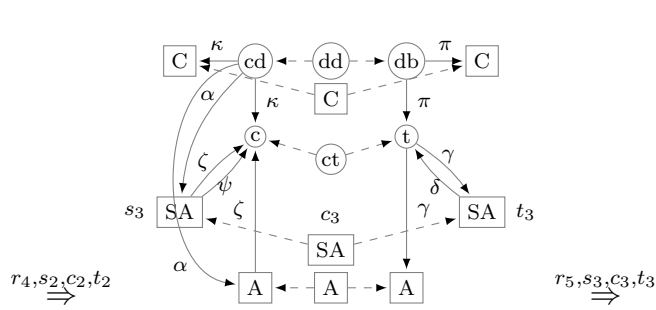 κ π
C cd dd db C
α κ C π
c ct t
ζ ψ γ δ
s₃ SA ζ c₃ γ SA t₃
SA
α
r₄,s₂,c₂,t₂ r₅,s₃,c₃,t₃
⇒ A A A ⇒